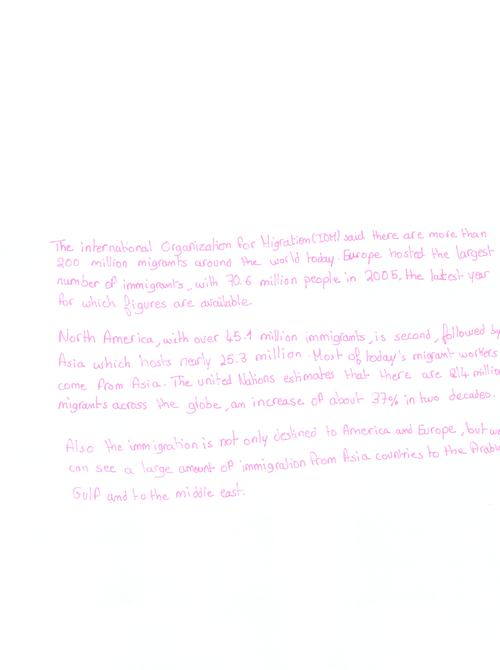 The international Organization for Migration (IOM) said there are more than
200 million migrants around the world today. Europe hosted the largest
number of immigrants, with 70.6 million people in 2005, the latest year
for which figures are available.
North America, with over 45.1 million immigrants, is second, followed by
Asia which hosts nearly 25.3 million. Most of today's migrant workers
come from Asia. The united Nations estimates that there are 214 million
migrants across the globe, an increase of about 37% in two decades.
Also the immigration is not only destined to America and Europe, but we
can see a large amount of immigration from Asia countries to the
Gulf and to the middle east.